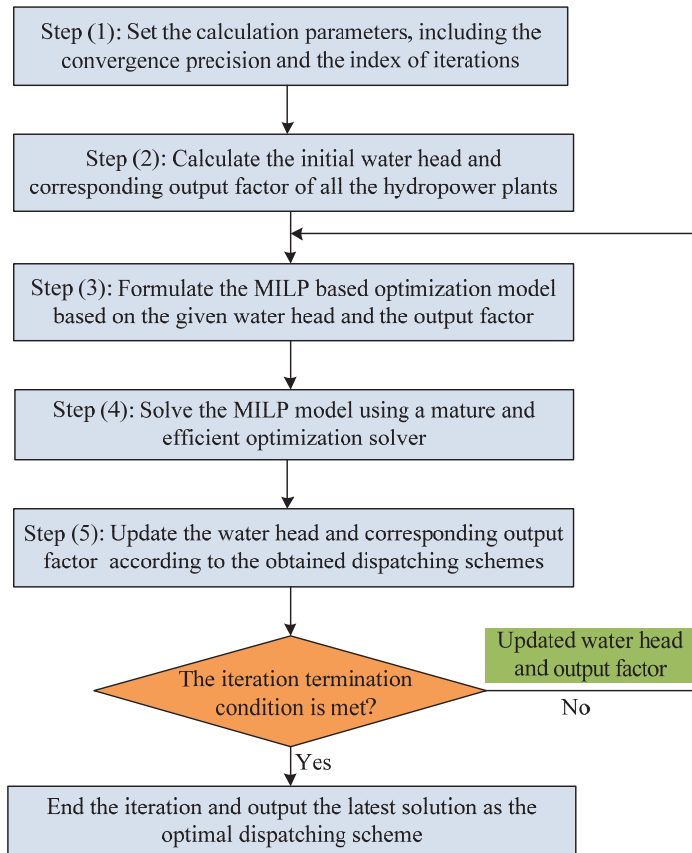 Step (1): Set the calculation parameters, including the
convergence precision and the index of iterations
Step (2): Calculate the initial water head and
corresponding output factor of all the hydropower plants
Step (3): Formulate the MILP based optimization model
based on the given water head and the output factor
Step (4): Solve the MILP model using a mature and
efficient optimization solver
Step (5): Update the water head and corresponding output
factor according to the obtained dispatching schemes
The iteration termination
condition is met?
Updated water head
and output factor
No
Yes
End the iteration and output the latest solution as the
optimal dispatching scheme